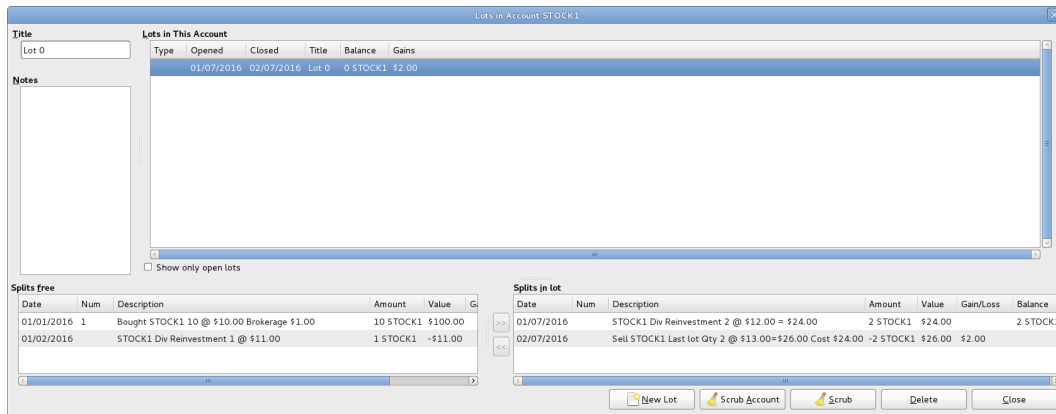 Lots in Account STOCK1
Title
Lot 0
Notes
Lots in This Account
Type Opened Closed Title Balance Gains
01/07/2016 02/07/2016 Lot 0 0 STOCK1 $2.00
Show only open lots
Splits free
Date Num Description Amount Value Ga
01/01/2016 1 Bought STOCK1 10 @ $10.00 Brokerage $1.00 10 STOCK1 $100.00
01/02/2016 STOCK1 Div Reinvestment 1 @ $11.00 1 STOCK1 -$11.00
>>
<<
Splits in lot
Date Num Description Amount Value Gain/Loss Balance
01/07/2016 STOCK1 Div Reinvestment 2 @ $12.00 = $24.00 2 STOCK1 $24.00 2 STOCK
02/07/2016 Sell STOCK1 Last lot Qty 2 @ $13.00=$26.00 Cost $24.00 -2 STOCK1 $26.00 $2.00
New Lot
Scrub Account
Scrub
Delete
Close